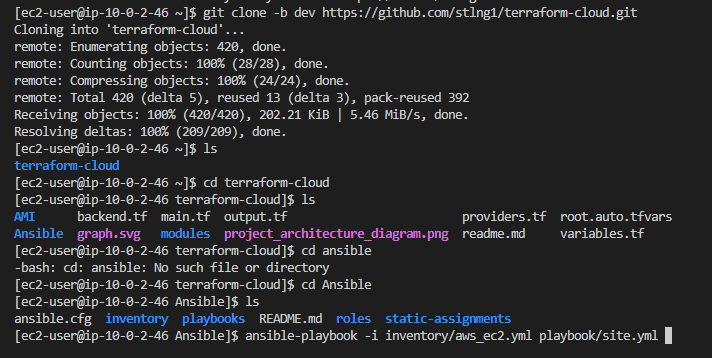 [ec2-user@ip-10-0-2-46 ~]$ git clone -b dev https://github.com/stlng1/terraform-cloud.git
Cloning into 'terraform-cloud'...
remote: Enumerating objects: 420, done.
remote: Counting objects: 100% (28/28), done.
remote: Compressing objects: 100% (24/24), done.
remote: Total 420 (delta 5), reused 13 (delta 3), pack-reused 392
Receiving objects: 100% (420/420), 202.21 KiB | 5.46 MiB/s, done.
Resolving deltas: 100% (209/209), done.
[ec2-user@ip-10-0-2-46 ~]$ ls
terraform-cloud
[ec2-user@ip-10-0-2-46 ~]$ cd terraform-cloud
[ec2-user@ip-10-0-2-46 terraform-cloud]$ ls
AMI backend.tf main.tf output.tf providers.tf root.auto.tfvars
Ansible graph.svg modules project_architecture_diagram.png readme.md variables.tf
[ec2-user@ip-10-0-2-46 terraform-cloud]$ cd ansible
-bash: cd: ansible: No such file or directory
[ec2-user@ip-10-0-2-46 terraform-cloud]$ cd Ansible
[ec2-user@ip-10-0-2-46 Ansible]$ ls
ansible.cfg inventory playbooks README.md roles static-assignments
[ec2-user@ip-10-0-2-46 Ansible]$ ansible-playbook -i inventory/aws_ec2.yml playbook/site.yml